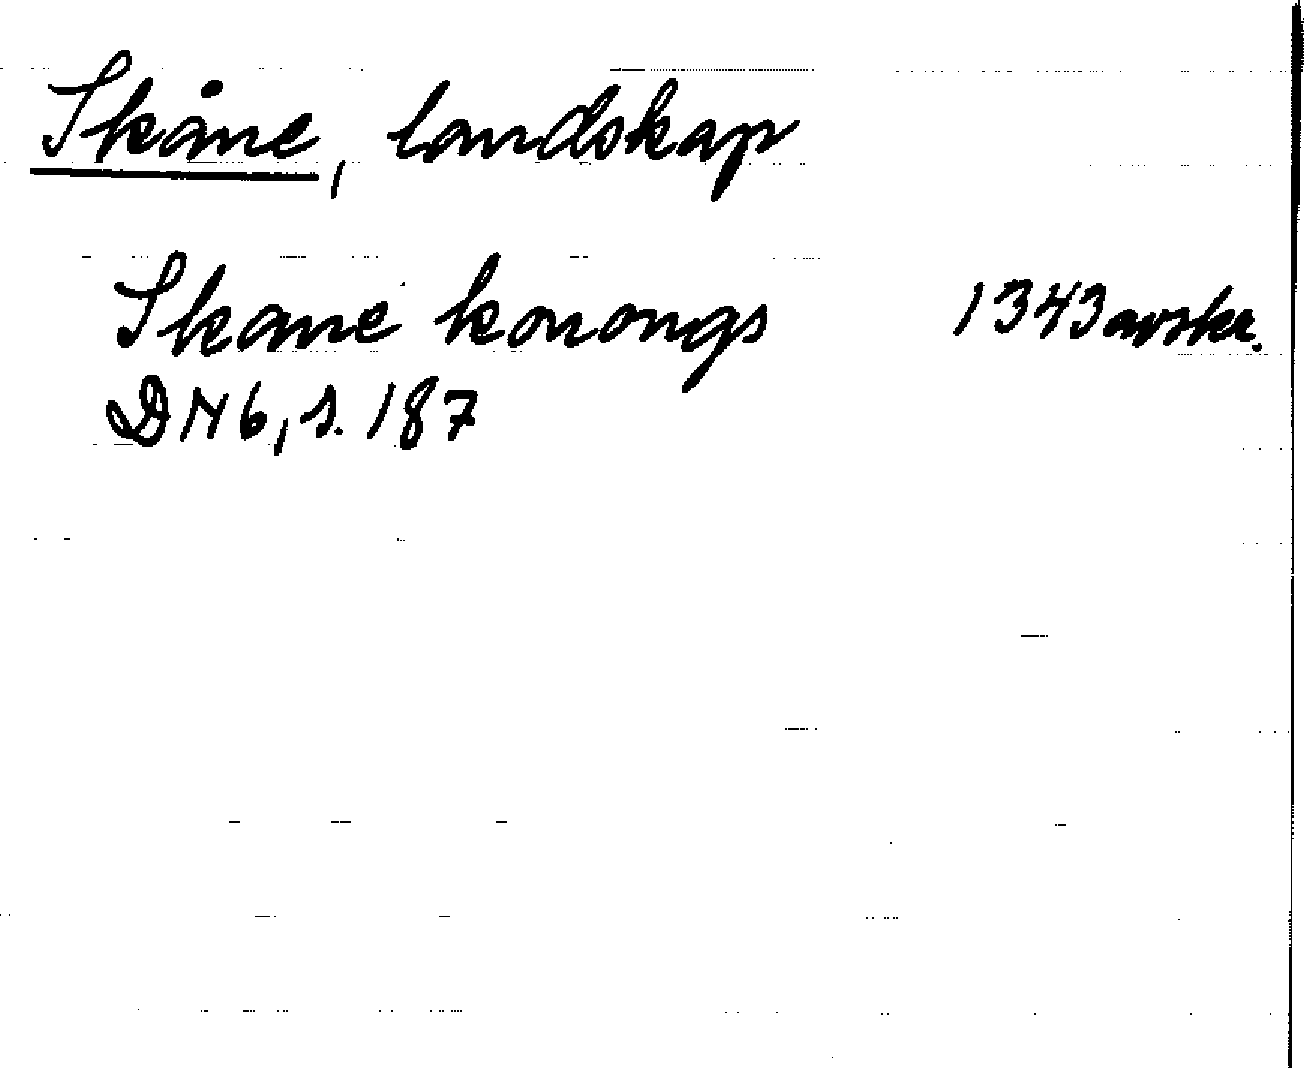 Skåne, landskap
Skane konongs 1343 avskr.
DN 6, s. 187